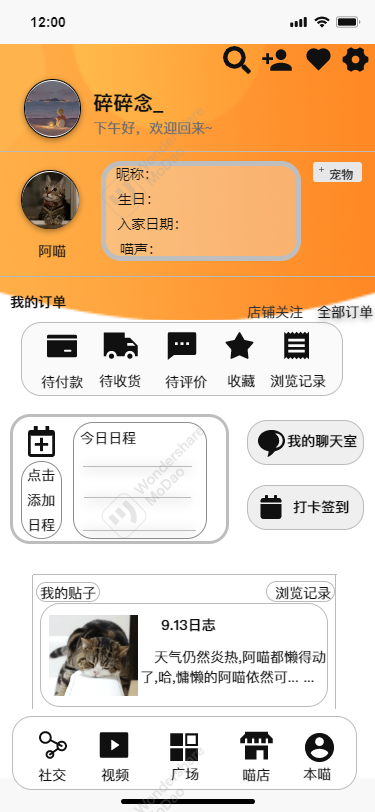 12:00
碎碎念_
下午好，欢迎回来~
昵称：
+ 宠物
生日：
入家日期：
阿喵
喵声：
我的订单
店铺关注 全部订单
待付款 待收货 待评价 收藏 浏览记录
今日日程
我的聊天室
点击
添加
日程
打卡签到
我的贴子
浏览记录
9.13日志
天气仍然炎热,阿喵都懒得动
了,哈,慵懒的阿喵依然可... ...
社交 视频 广场 喵店 本喵
Wondershare
MoDao
Wondershare
MoDao
Wondershare
MoDao